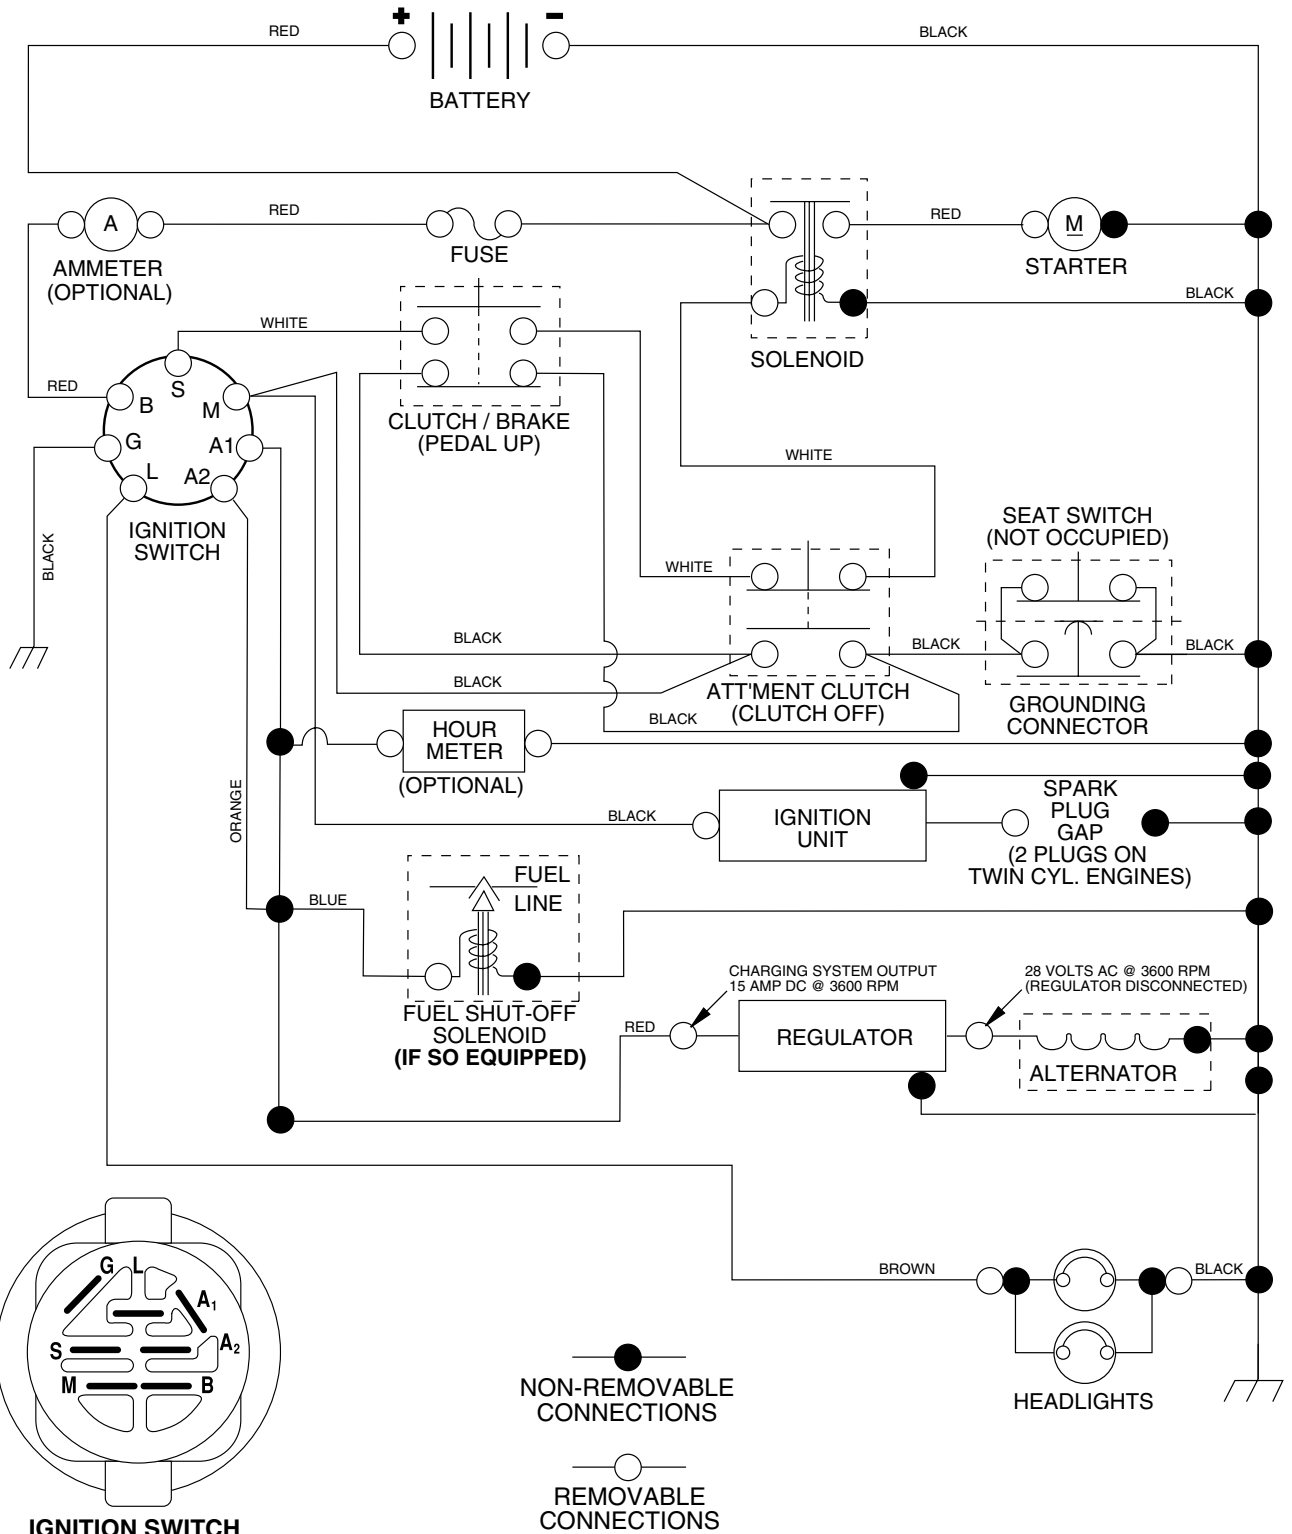 + -
RED
BLACK
BATTERY
A
RED
RED
M
AMMETER
(OPTIONAL)
FUSE
STARTER
BLACK
WHITE
SOLENOID
RED
B
S
M
G
A1
L
A2
CLUTCH / BRAKE
(PEDAL UP)
WHITE
IGNITION
SWITCH
BLACK
SEAT SWITCH
(NOT OCCUPIED)
WHITE
BLACK
BLACK
BLACK
BLACK
ATT'MENT CLUTCH
(CLUTCH OFF)
GROUNDING
CONNECTOR
BLACK
HOUR
METER
(OPTIONAL)
ORANGE
BLACK
IGNITION
UNIT
SPARK
PLUG
GAP
(2 PLUGS ON
TWIN CYL. ENGINES)
FUEL
LINE
BLUE
FUEL SHUT-OFF
SOLENOID
(IF SO EQUIPPED)
CHARGING SYSTEM OUTPUT
15 AMP DC @ 3600 RPM
28 VOLTS AC @ 3600 RPM
(REGULATOR DISCONNECTED)
RED
REGULATOR
ALTERNATOR
BROWN
BLACK
HEADLIGHTS
G
L
A1
A2
S
M
B
IGNITION SWITCH
NON-REMOVABLE
CONNECTIONS
REMOVABLE
CONNECTIONS